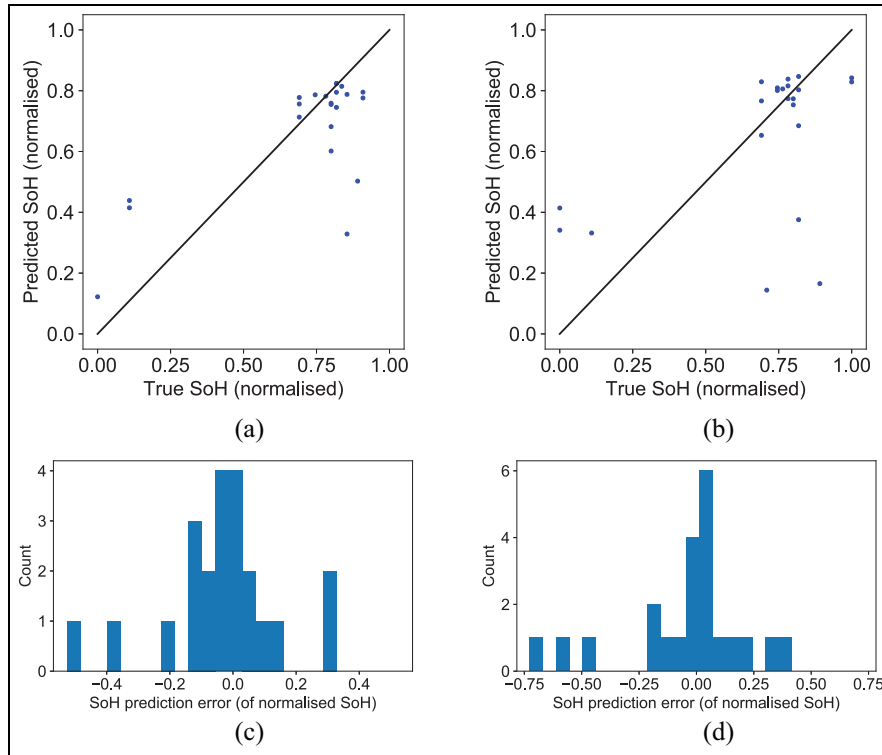 1.0
0.8
0.6
0.4
0.2
0.0
Predicted SoH (normalised)
0.00 0.25 0.50 0.75 1.00
True SoH (normalised)
(a)
1.0
0.8
0.6
0.4
0.2
0.0
Predicted SoH (normalised)
0.00 0.25 0.50 0.75 1.00
True SoH (normalised)
(b)
4
3
2
1
0
Count
−0.4 −0.2 0.0 0.2 0.4
SoH prediction error (of normalised SoH)
(c)
6
4
2
0
Count
−0.75 −0.50 −0.25 0.00 0.25 0.50 0.75
SoH prediction error (of normalised SoH)
(d)